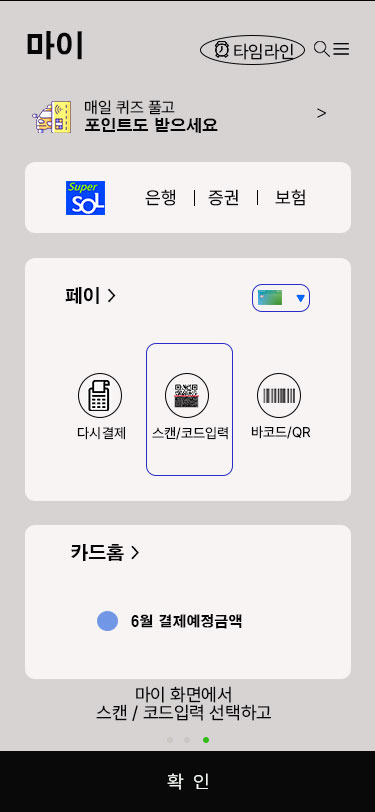 마이
타임라인
매일 퀴즈 풀고
포인트도 받으세요 >
Super SOL 은행 | 증권 | 보험
페이 >
다시결제 스캔/코드입력 바코드/QR
카드홈 >
6월 결제예정금액
마이 화면에서
스캔 / 코드입력 선택하고
확 인